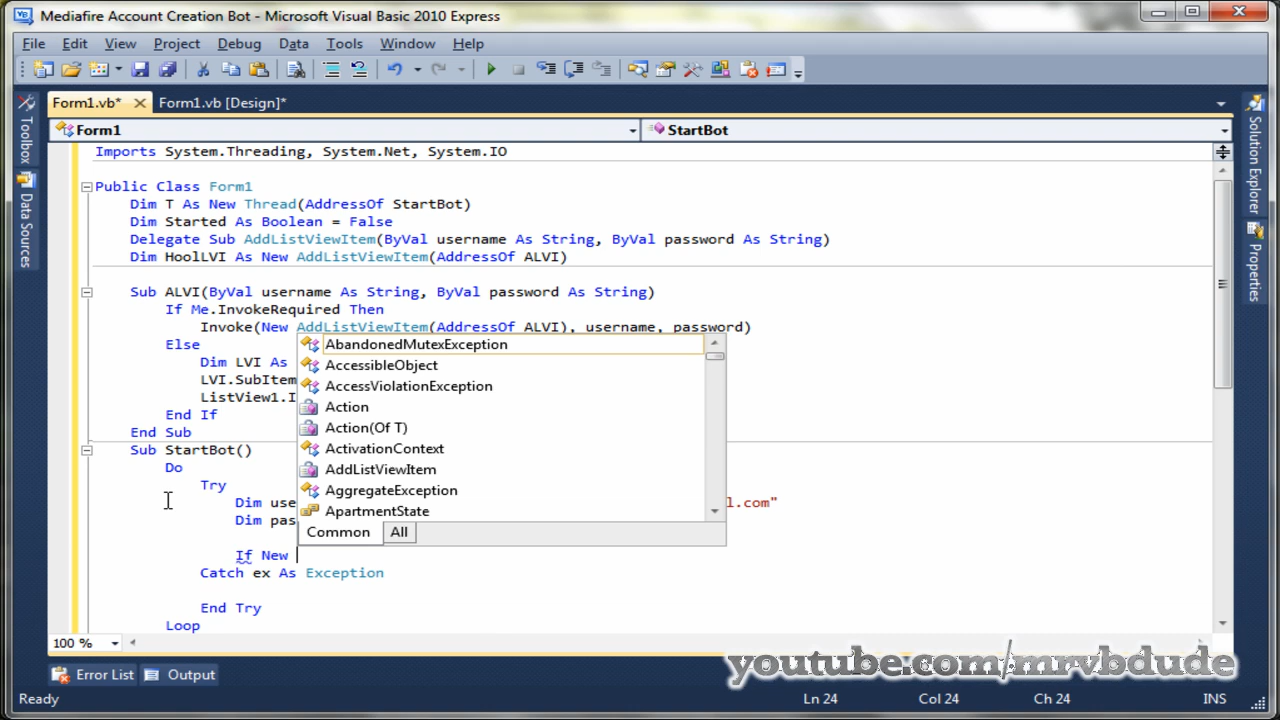 Mediafire Account Creation Bot - Microsoft Visual Basic 2010 Express
File Edit View Project Debug Data Tools Window Help
Form1.vb* Form1.vb [Design]*
Form1 StartBot
Toolbox
Data Sources
Solution Explorer
Properties
Imports System.Threading, System.Net, System.IO
Public Class Form1
Dim T As New Thread(AddressOf StartBot)
Dim Started As Boolean = False
Delegate Sub AddListViewItem(ByVal username As String, ByVal password As String)
Dim HoolLVI As New AddListViewItem(AddressOf ALVI)
Sub ALVI(ByVal username As String, ByVal password As String)
If Me.InvokeRequired Then
Invoke(New AddListViewItem(AddressOf ALVI), username, password)
Else
Dim LVI As
LVI.SubItem
ListView1.I
End If
End Sub
Sub StartBot()
Do
Try
Dim use l.com"
Dim pas
If New
Catch ex As Exception
End Try
Loop
AbandonedMutexException
AccessibleObject
AccessViolationException
Action
Action(Of T)
ActivationContext
AddListViewItem
AggregateException
ApartmentState
Common All
100 %
youtube.com/mrvbdude
Error List Output
Ready Ln 24 Col 24 Ch 24 INS